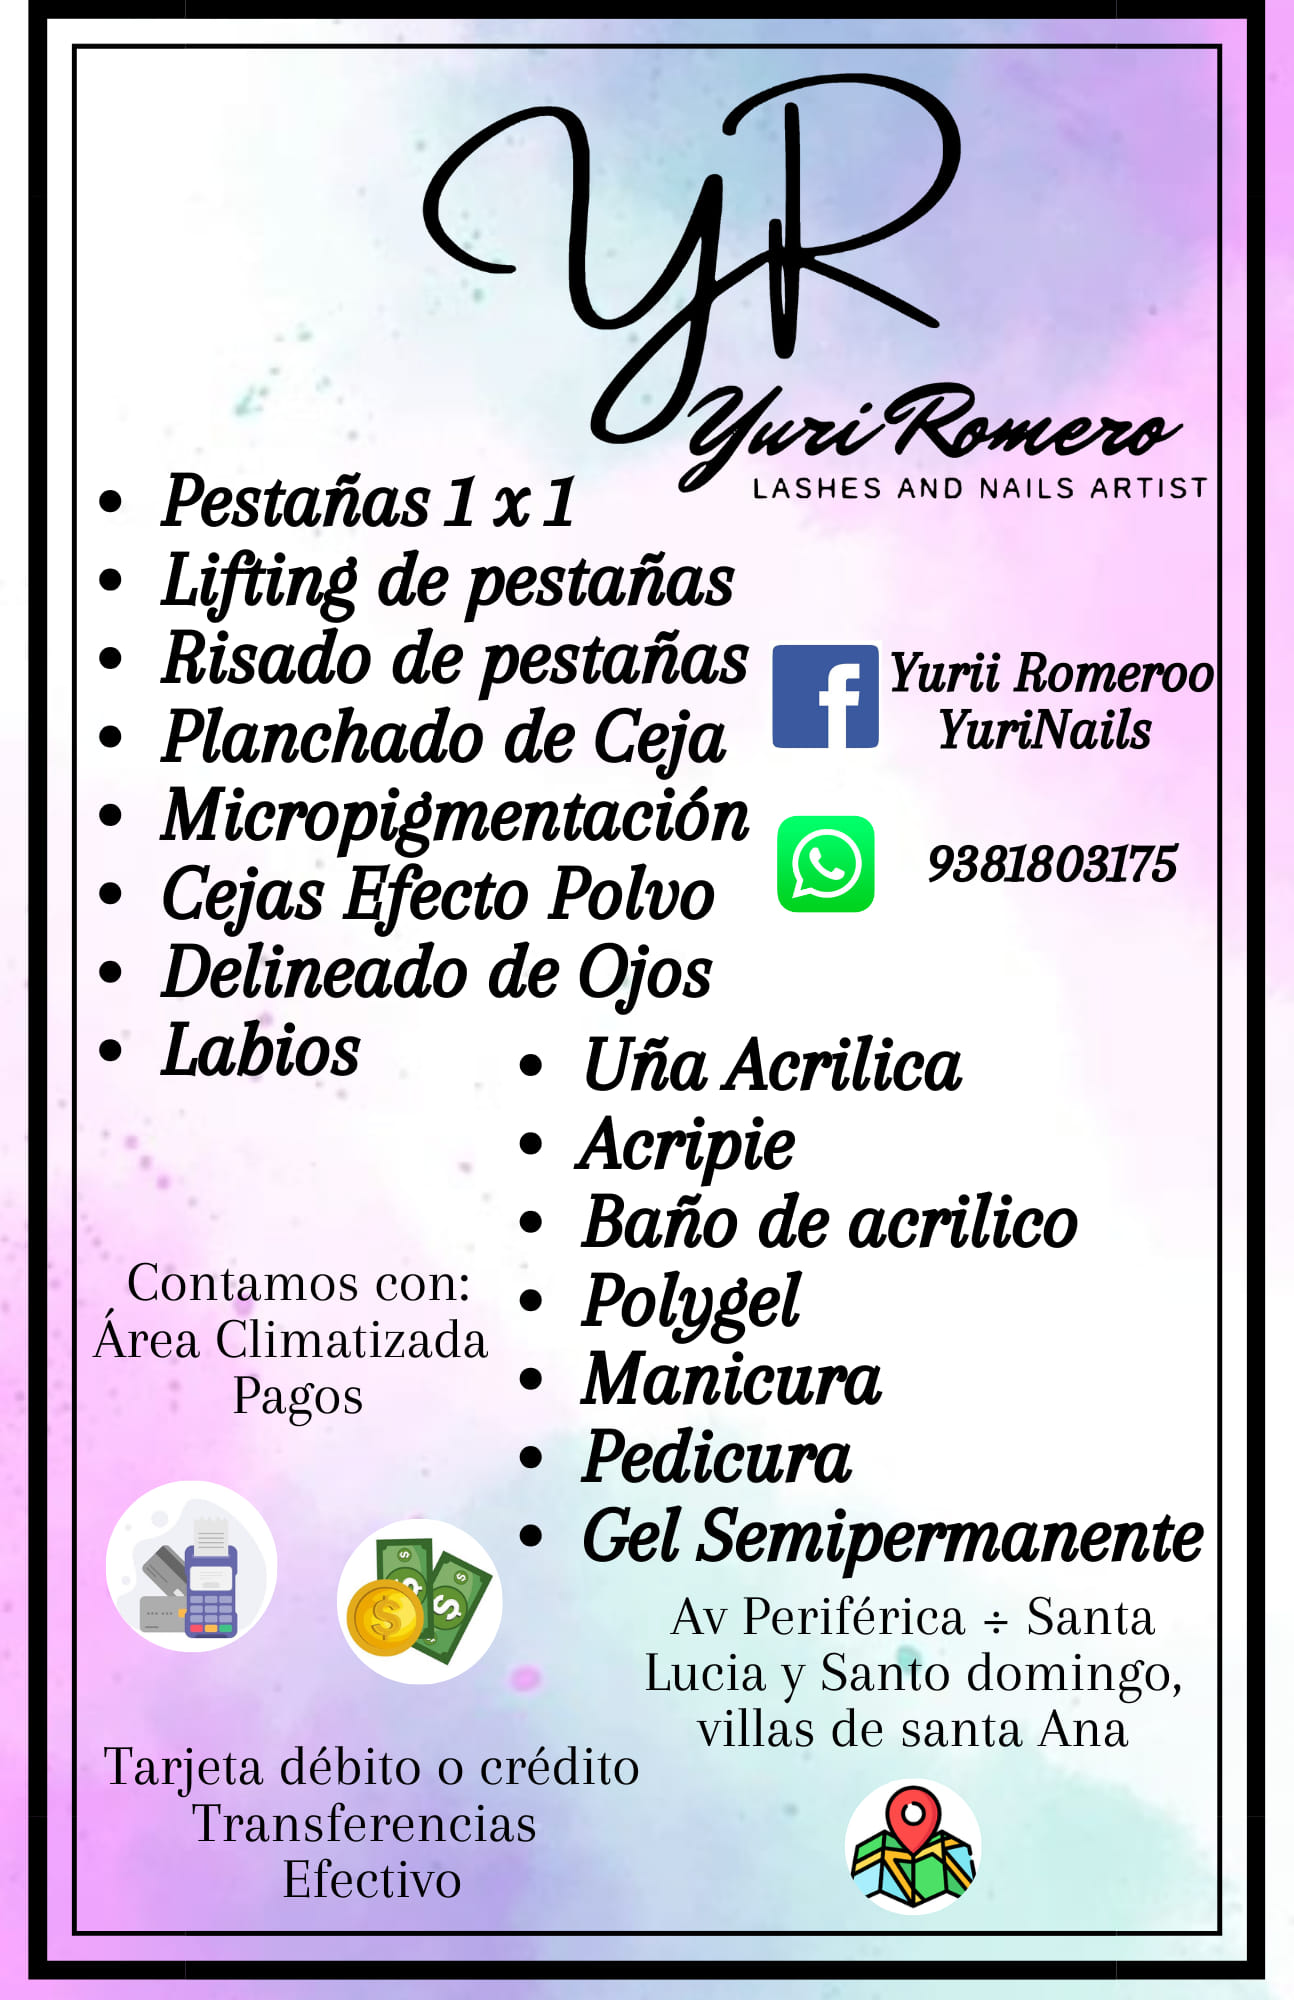 YR
Yuri Romero
LASHES AND NAILS ARTIST
Pestañas 1 x 1
Lifting de pestañas
Risado de pestañas
Planchado de Ceja
Micropigmentación
Cejas Efecto Polvo
Delineado de Ojos
Labios
f Yurii Romeroo
YuriNails
9381803175
Uña Acrilica
Acripie
Baño de acrilico
Polygel
Manicura
Pedicura
Gel Semipermanente
Contamos con:
Área Climatizada
Pagos
Tarjeta débito o crédito
Transferencias
Efectivo
Av Periférica ÷ Santa
Lucia y Santo domingo,
villas de santa Ana